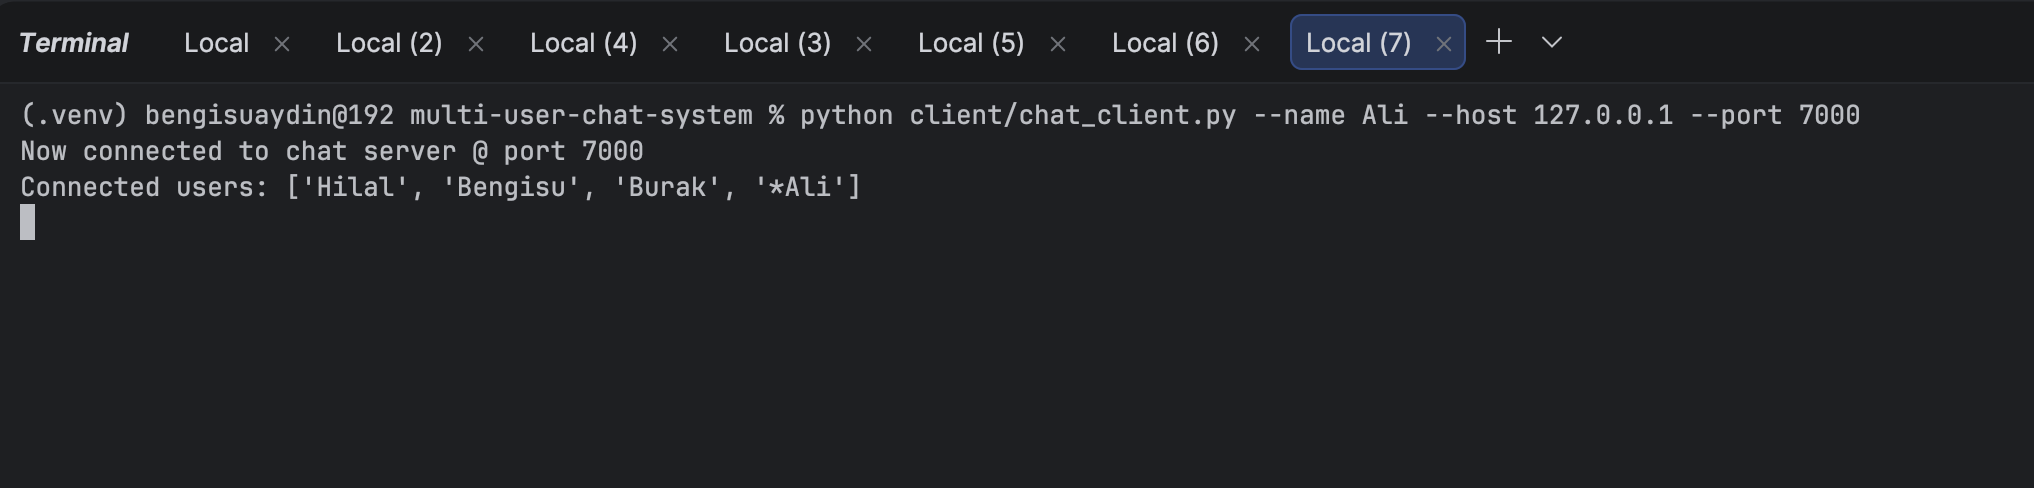 Terminal Local × Local (2) × Local (4) × Local (3) × Local (5) × Local (6) × Local (7) ×
(.venv) bengisuaydin@192 multi-user-chat-system % python client/chat_client.py --name Ali --host 127.0.0.1 --port 7000
Now connected to chat server @ port 7000
Connected users: ['Hilal', 'Bengisu', 'Burak', '*Ali']